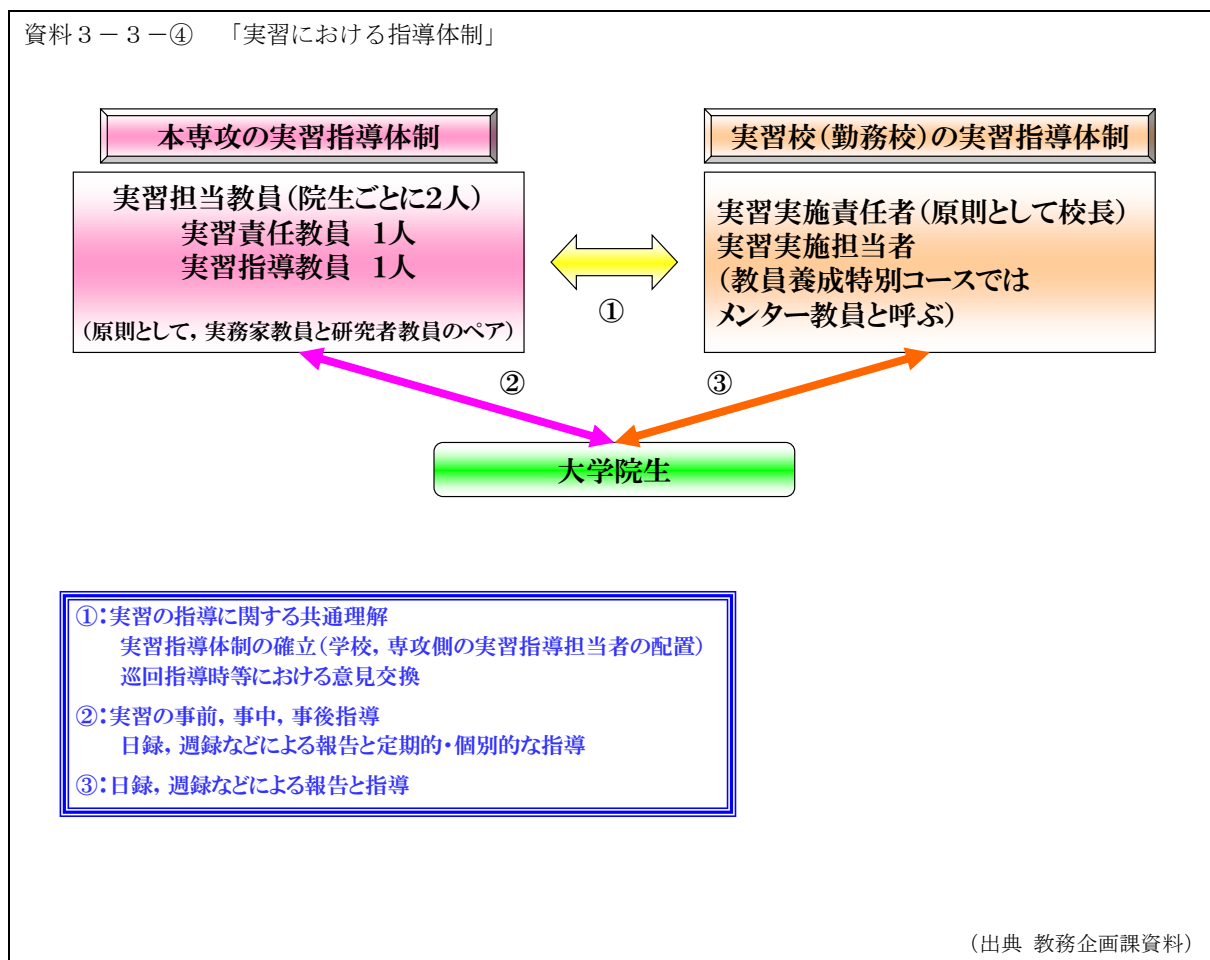 資料3-3-④ 「実習における指導体制」
本専攻の実習指導体制
実習担当教員(院生ごとに2人)
実習責任教員 1人
実習指導教員 1人
(原則として,実務家教員と研究者教員のペア)
実習校(勤務校)の実習指導体制
実習実施責任者(原則として校長)
実習実施担当者
(教員養成特別コースでは
メンター教員と呼ぶ)
①
②
③
大学院生
①:実習の指導に関する共通理解
実習指導体制の確立(学校,専攻側の実習指導担当者の配置)
巡回指導時等における意見交換
②:実習の事前,事中,事後指導
日録,週録などによる報告と定期的・個別的な指導
③:日録,週録などによる報告と指導
(出典 教務企画課資料)